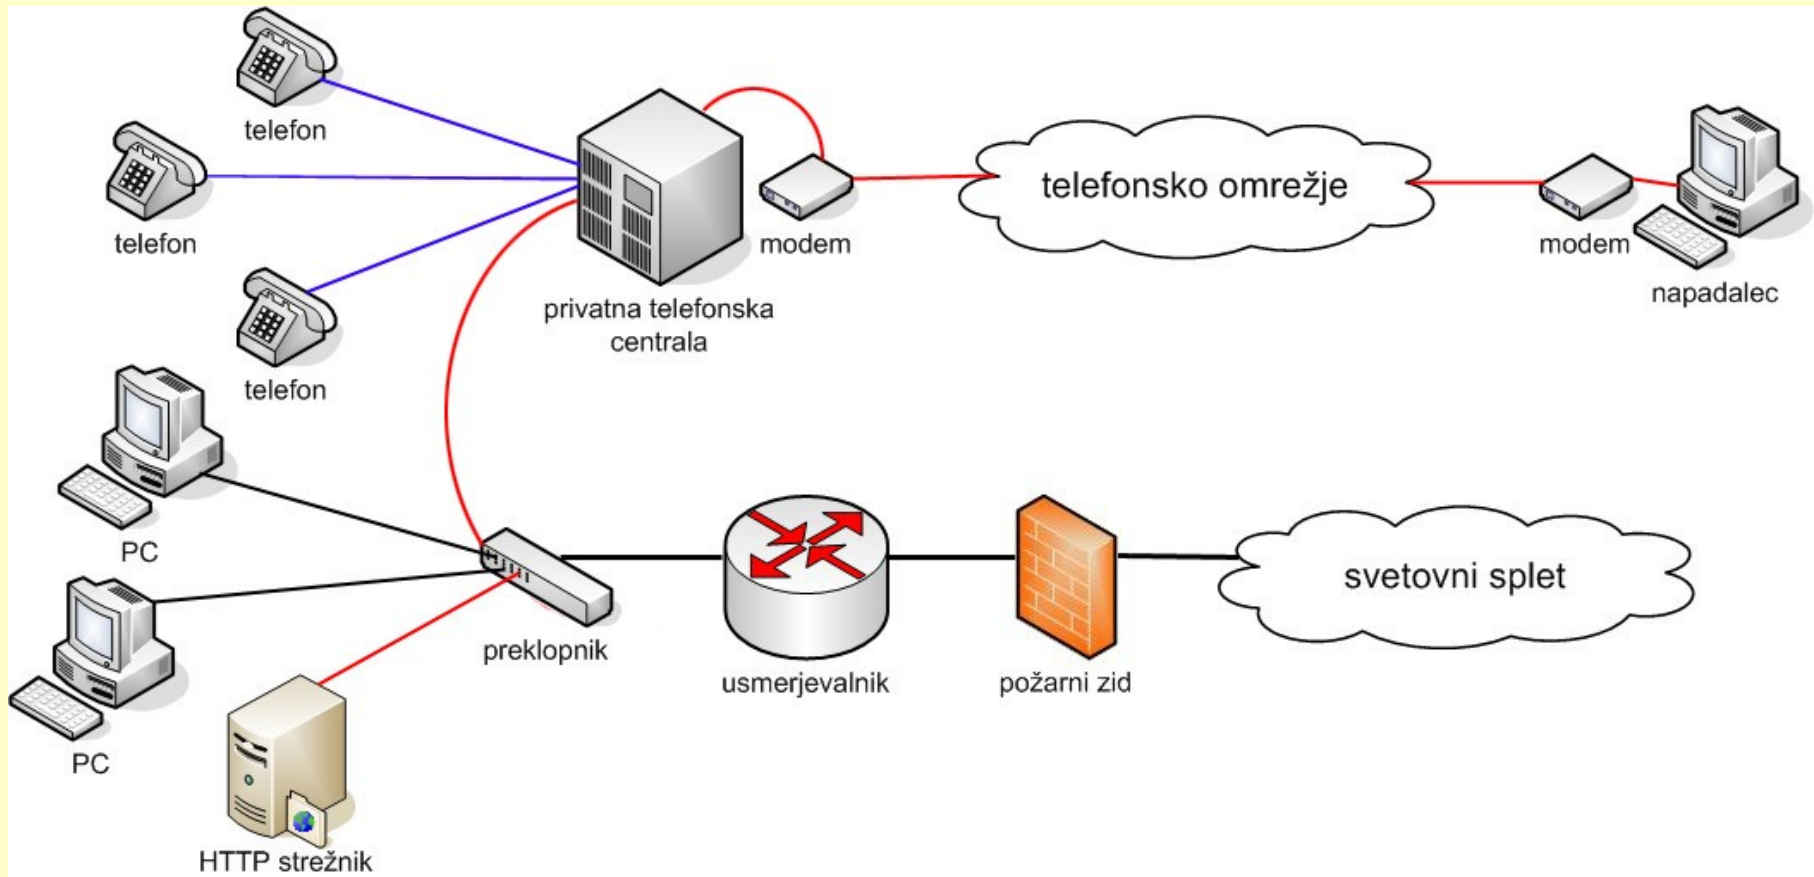 telefon
telefon
telefon
privatna telefonska
centrala
modem
telefonsko omrežje
modem
napadalec
PC
PC
HTTP strežnik
preklopnik
usmerjevalnik
požarni zid
svetovni splet